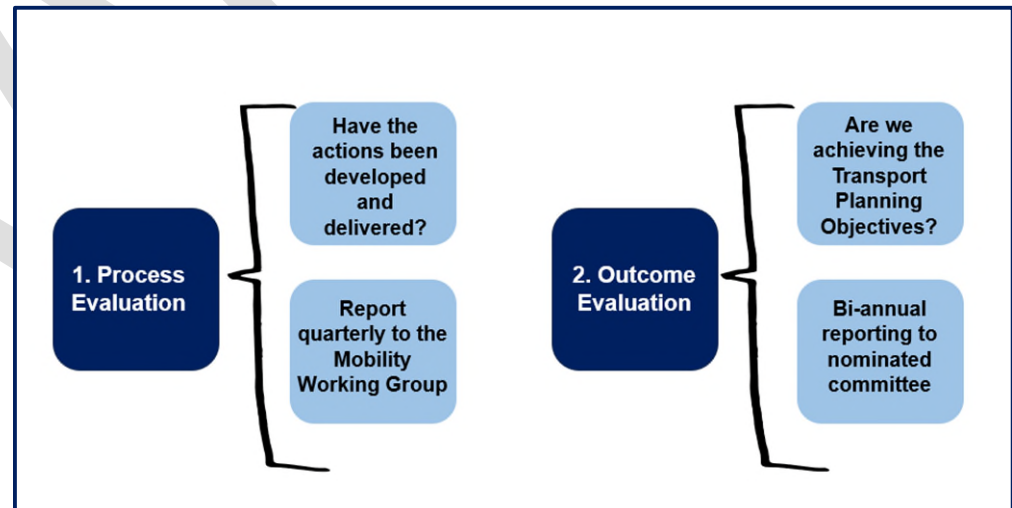 1. Process
Evaluation
Have the
actions been
developed
and
delivered?
Report
quarterly to the
Mobility
Working Group
2. Outcome
Evaluation
Are we
achieving the
Transport
Planning
Objectives?
Bi-annual
reporting to
nominated
committee